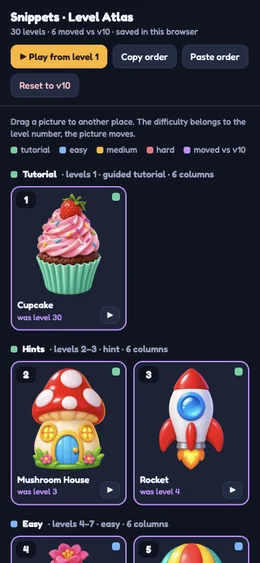 Snippets · Level Atlas
30 levels · 6 moved vs v10 · saved in this browser
▶ Play from level 1
Copy order
Paste order
Reset to v10
Drag a picture to another place. The difficulty belongs to the
level number, the picture moves.
tutorial easy medium hard moved vs v10
Tutorial · levels 1 · guided tutorial · 6 columns
1
Cupcake
was level 30
Hints · levels 2–3 · hint · 6 columns
2
3
Mushroom House
was level 3
Rocket
was level 4
Easy · levels 4–7 · easy · 6 columns
4
5